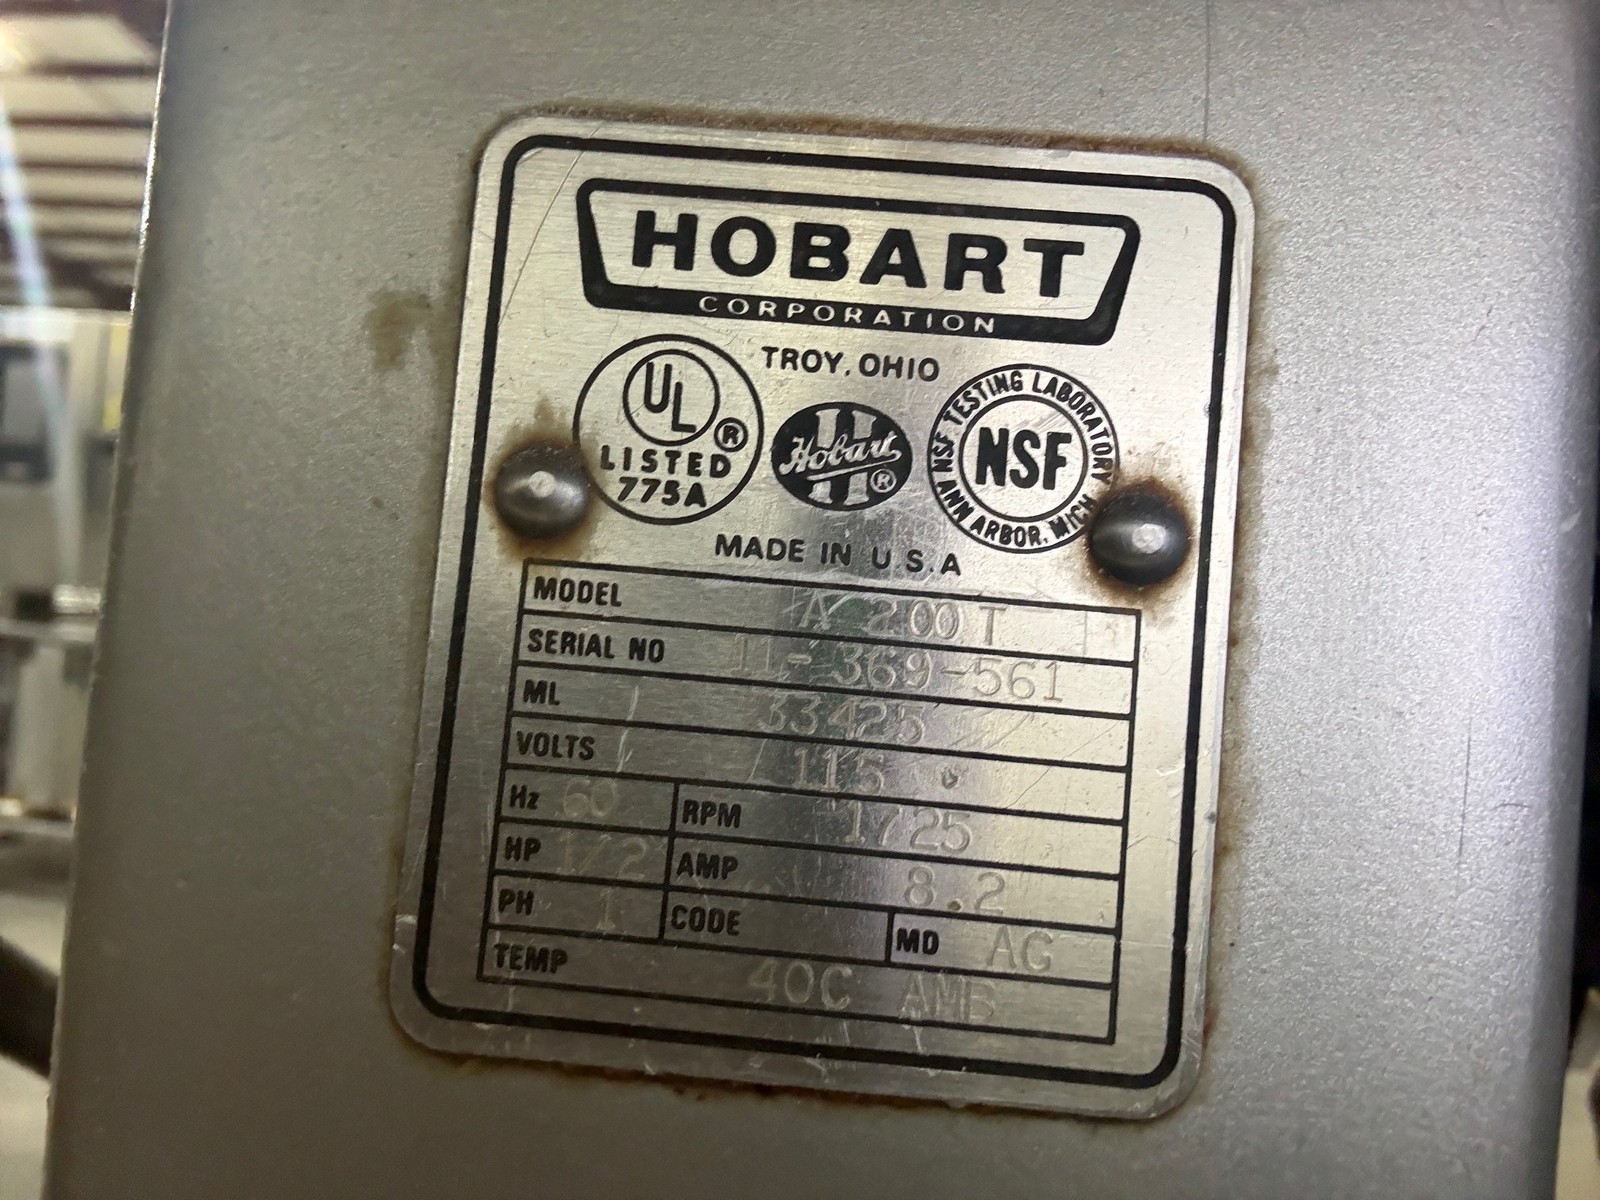 HOBART
CORPORATION
TROY, OHIO
UL ®
LISTED
775A
Hobart ®
NSF TESTING LABORATORY
NSF
ANN ARBOR, MICH
MADE IN U.S.A
MODEL A 200 T
SERIAL NO 11-369-561
ML 33425
VOLTS 115
Hz 60 RPM 1725
HP 1/2 AMP 8.2
PH 1 CODE MD AC
TEMP 40C AMB